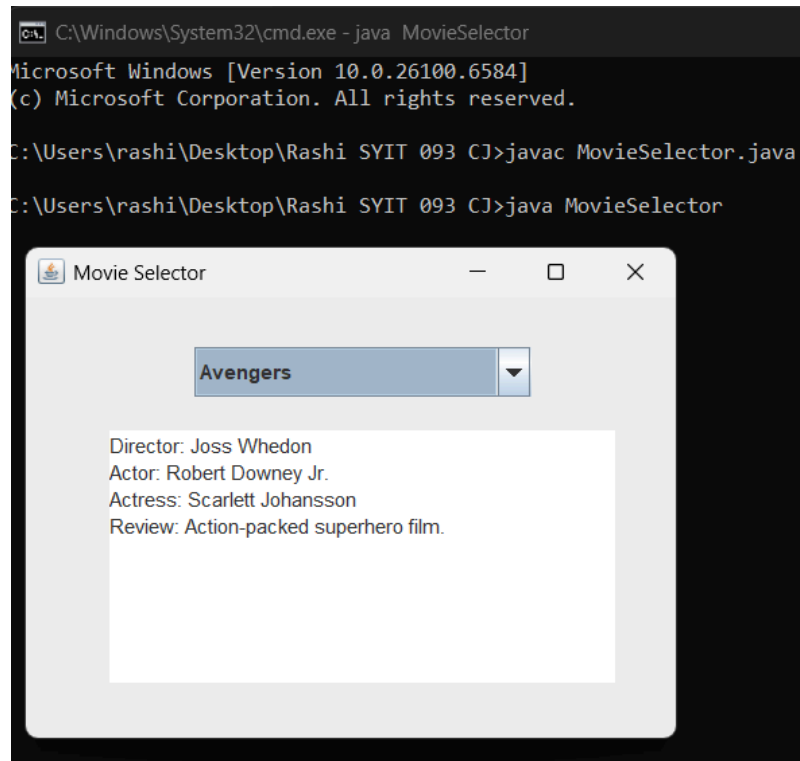 C:\Windows\System32\cmd.exe - java MovieSelector
Microsoft Windows [Version 10.0.26100.6584]
(c) Microsoft Corporation. All rights reserved.
C:\Users\rashi\Desktop\Rashi SYIT 093 CJ>javac MovieSelector.java
C:\Users\rashi\Desktop\Rashi SYIT 093 CJ>java MovieSelector
Movie Selector
Avengers
Director: Joss Whedon
Actor: Robert Downey Jr.
Actress: Scarlett Johansson
Review: Action-packed superhero film.